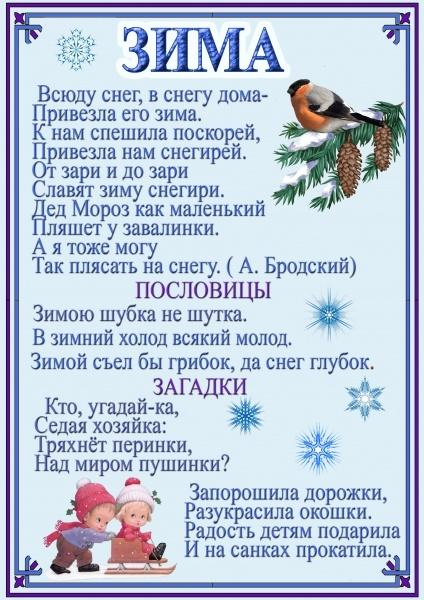 ЗИМА
Всюду снег, в снегу дома-
Привезла его зима.
К нам спешила поскорей,
Привезла нам снегирей.
От зари и до зари
Славят зиму снегири.
Дед Мороз как маленький
Пляшет у завалинки.
А я тоже могу
Так плясать на снегу. ( А. Бродский)
ПОСЛОВИЦЫ
Зимою шубка не шутка.
В зимний холод всякий молод.
Зимой съел бы грибок, да снег глубок.
ЗАГАДКИ
Кто, угадай-ка,
Седая хозяйка:
Тряхнёт перинки,
Над миром пушинки?
Запорошила дорожки,
Разукрасила окошки.
Радость детям подарила
И на санках прокатила.